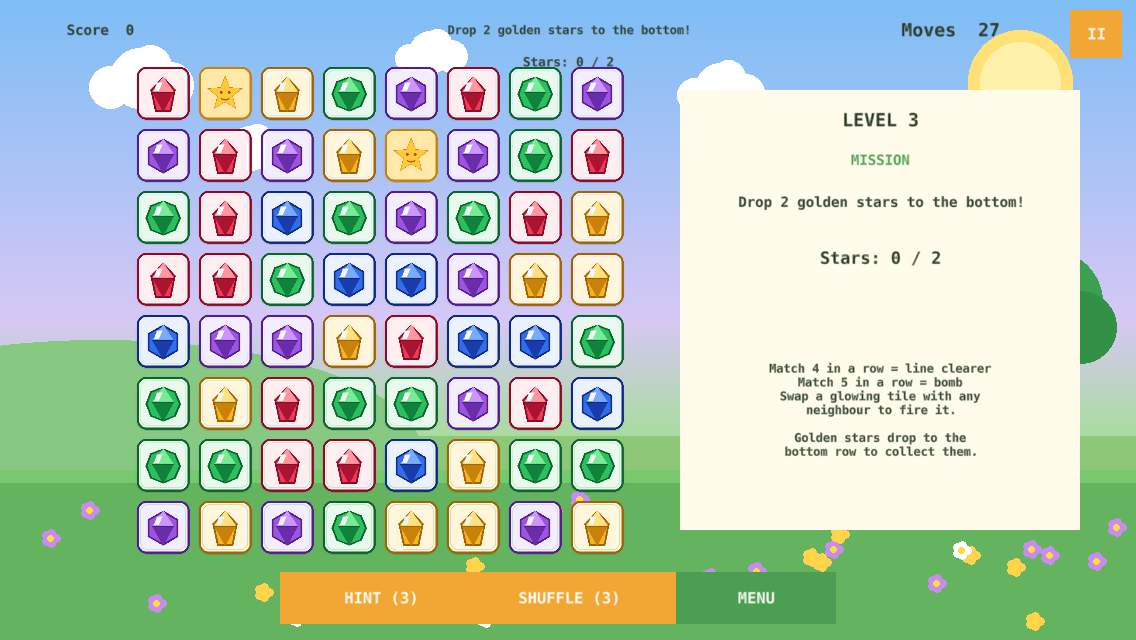 Score 0
Drop 2 golden stars to the bottom!
Moves 27
II
Stars: 0 / 2
LEVEL 3
MISSION
Drop 2 golden stars to the bottom!
Stars: 0 / 2
Match 4 in a row = line clearer
Match 5 in a row = bomb
Swap a glowing tile with any
neighbour to fire it.
Golden stars drop to the
bottom row to collect them.
HINT (3)
SHUFFLE (3)
MENU